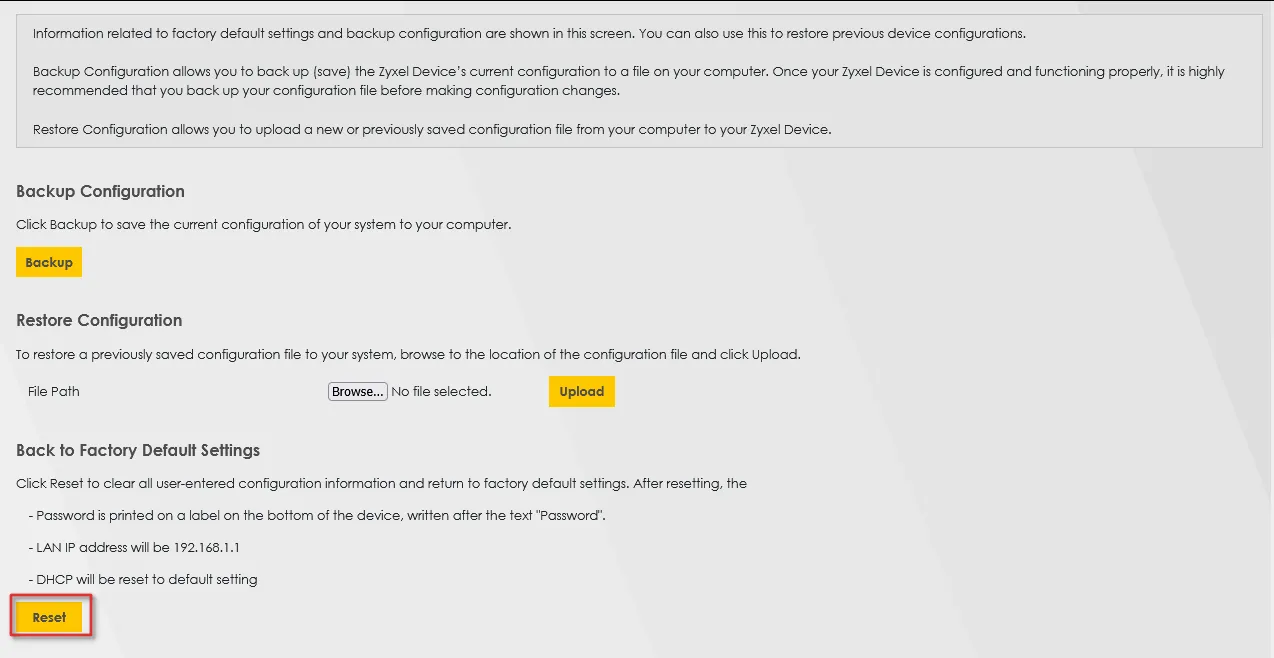 Information related to factory default settings and backup configuration are shown in this screen. You can also use this to restore previous device configurations.
Backup Configuration allows you to back up (save) the Zyxel Device's current configuration to a file on your computer. Once your Zyxel Device is configured and functioning properly, it is highly
recommended that you back up your configuration file before making configuration changes.
Restore Configuration allows you to upload a new or previously saved configuration file from your computer to your Zyxel Device.
Backup Configuration
Click Backup to save the current configuration of your system to your computer.
Backup
Restore Configuration
To restore a previously saved configuration file to your system, browse to the location of the configuration file and click Upload.
File Path Browse... No file selected. Upload
Back to Factory Default Settings
Click Reset to clear all user-entered configuration information and return to factory default settings. After resetting, the
- Password is printed on a label on the bottom of the device, written after the text "Password".
- LAN IP address will be 192.168.1.1
- DHCP will be reset to default setting
Reset